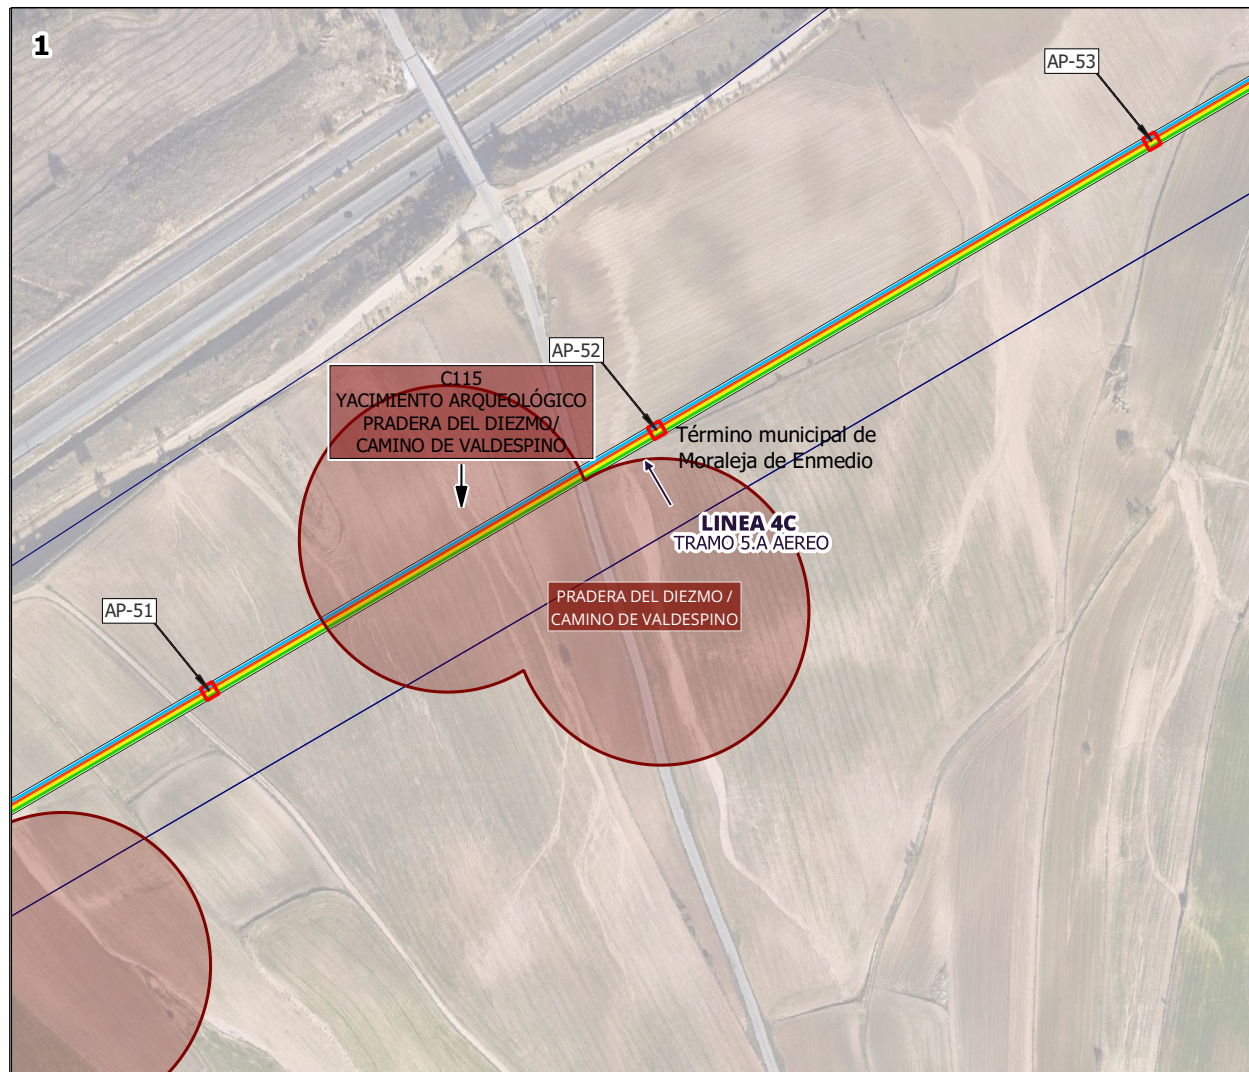 1
AP-53
AP-52
C115
YACIMIENTO ARQUEOLÓGICO
PRADERA DEL DIEZMO/
CAMINO DE VALDESPINO
Término municipal de
Moraleja de Enmedio
LINEA 4C
TRAMO 5.A AEREO
PRADERA DEL DIEZMO /
CAMINO DE VALDESPINO
AP-51